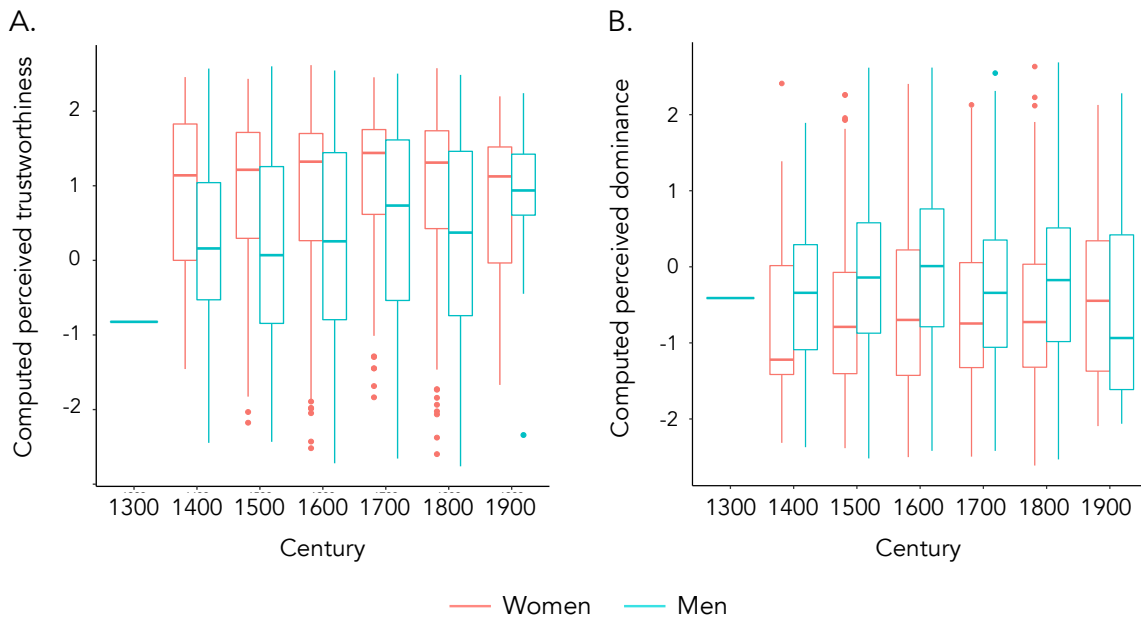 A.
Computed perceived trustworthiness
2
1
0
-1
-2
1300 1400 1500 1600 1700 1800 1900
Century
B.
Computed perceived dominance
2
1
0
-1
-2
1300 1400 1500 1600 1700 1800 1900
Century
Women Men